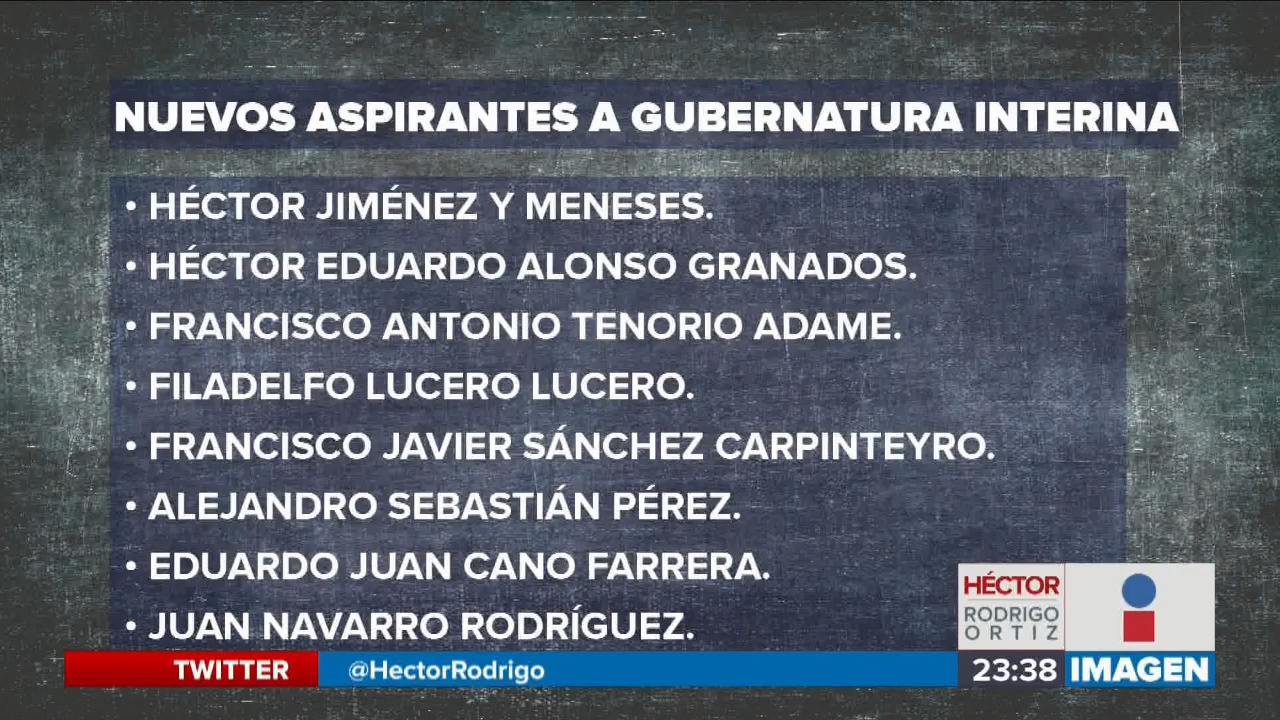 NUEVOS ASPIRANTES A GUBERNATURA INTERINA
• HÉCTOR JIMÉNEZ Y MENESES.
• HÉCTOR EDUARDO ALONSO GRANADOS.
• FRANCISCO ANTONIO TENORIO ADAME.
• FILADELFO LUCERO LUCERO.
• FRANCISCO JAVIER SÁNCHEZ CARPINTEYRO.
• ALEJANDRO SEBASTIÁN PÉREZ.
• EDUARDO JUAN CANO FARRERA.
• JUAN NAVARRO RODRÍGUEZ.
HÉCTOR
RODRIGO
ORTIZ
TWITTER @HectorRodrigo 23:38 IMAGEN